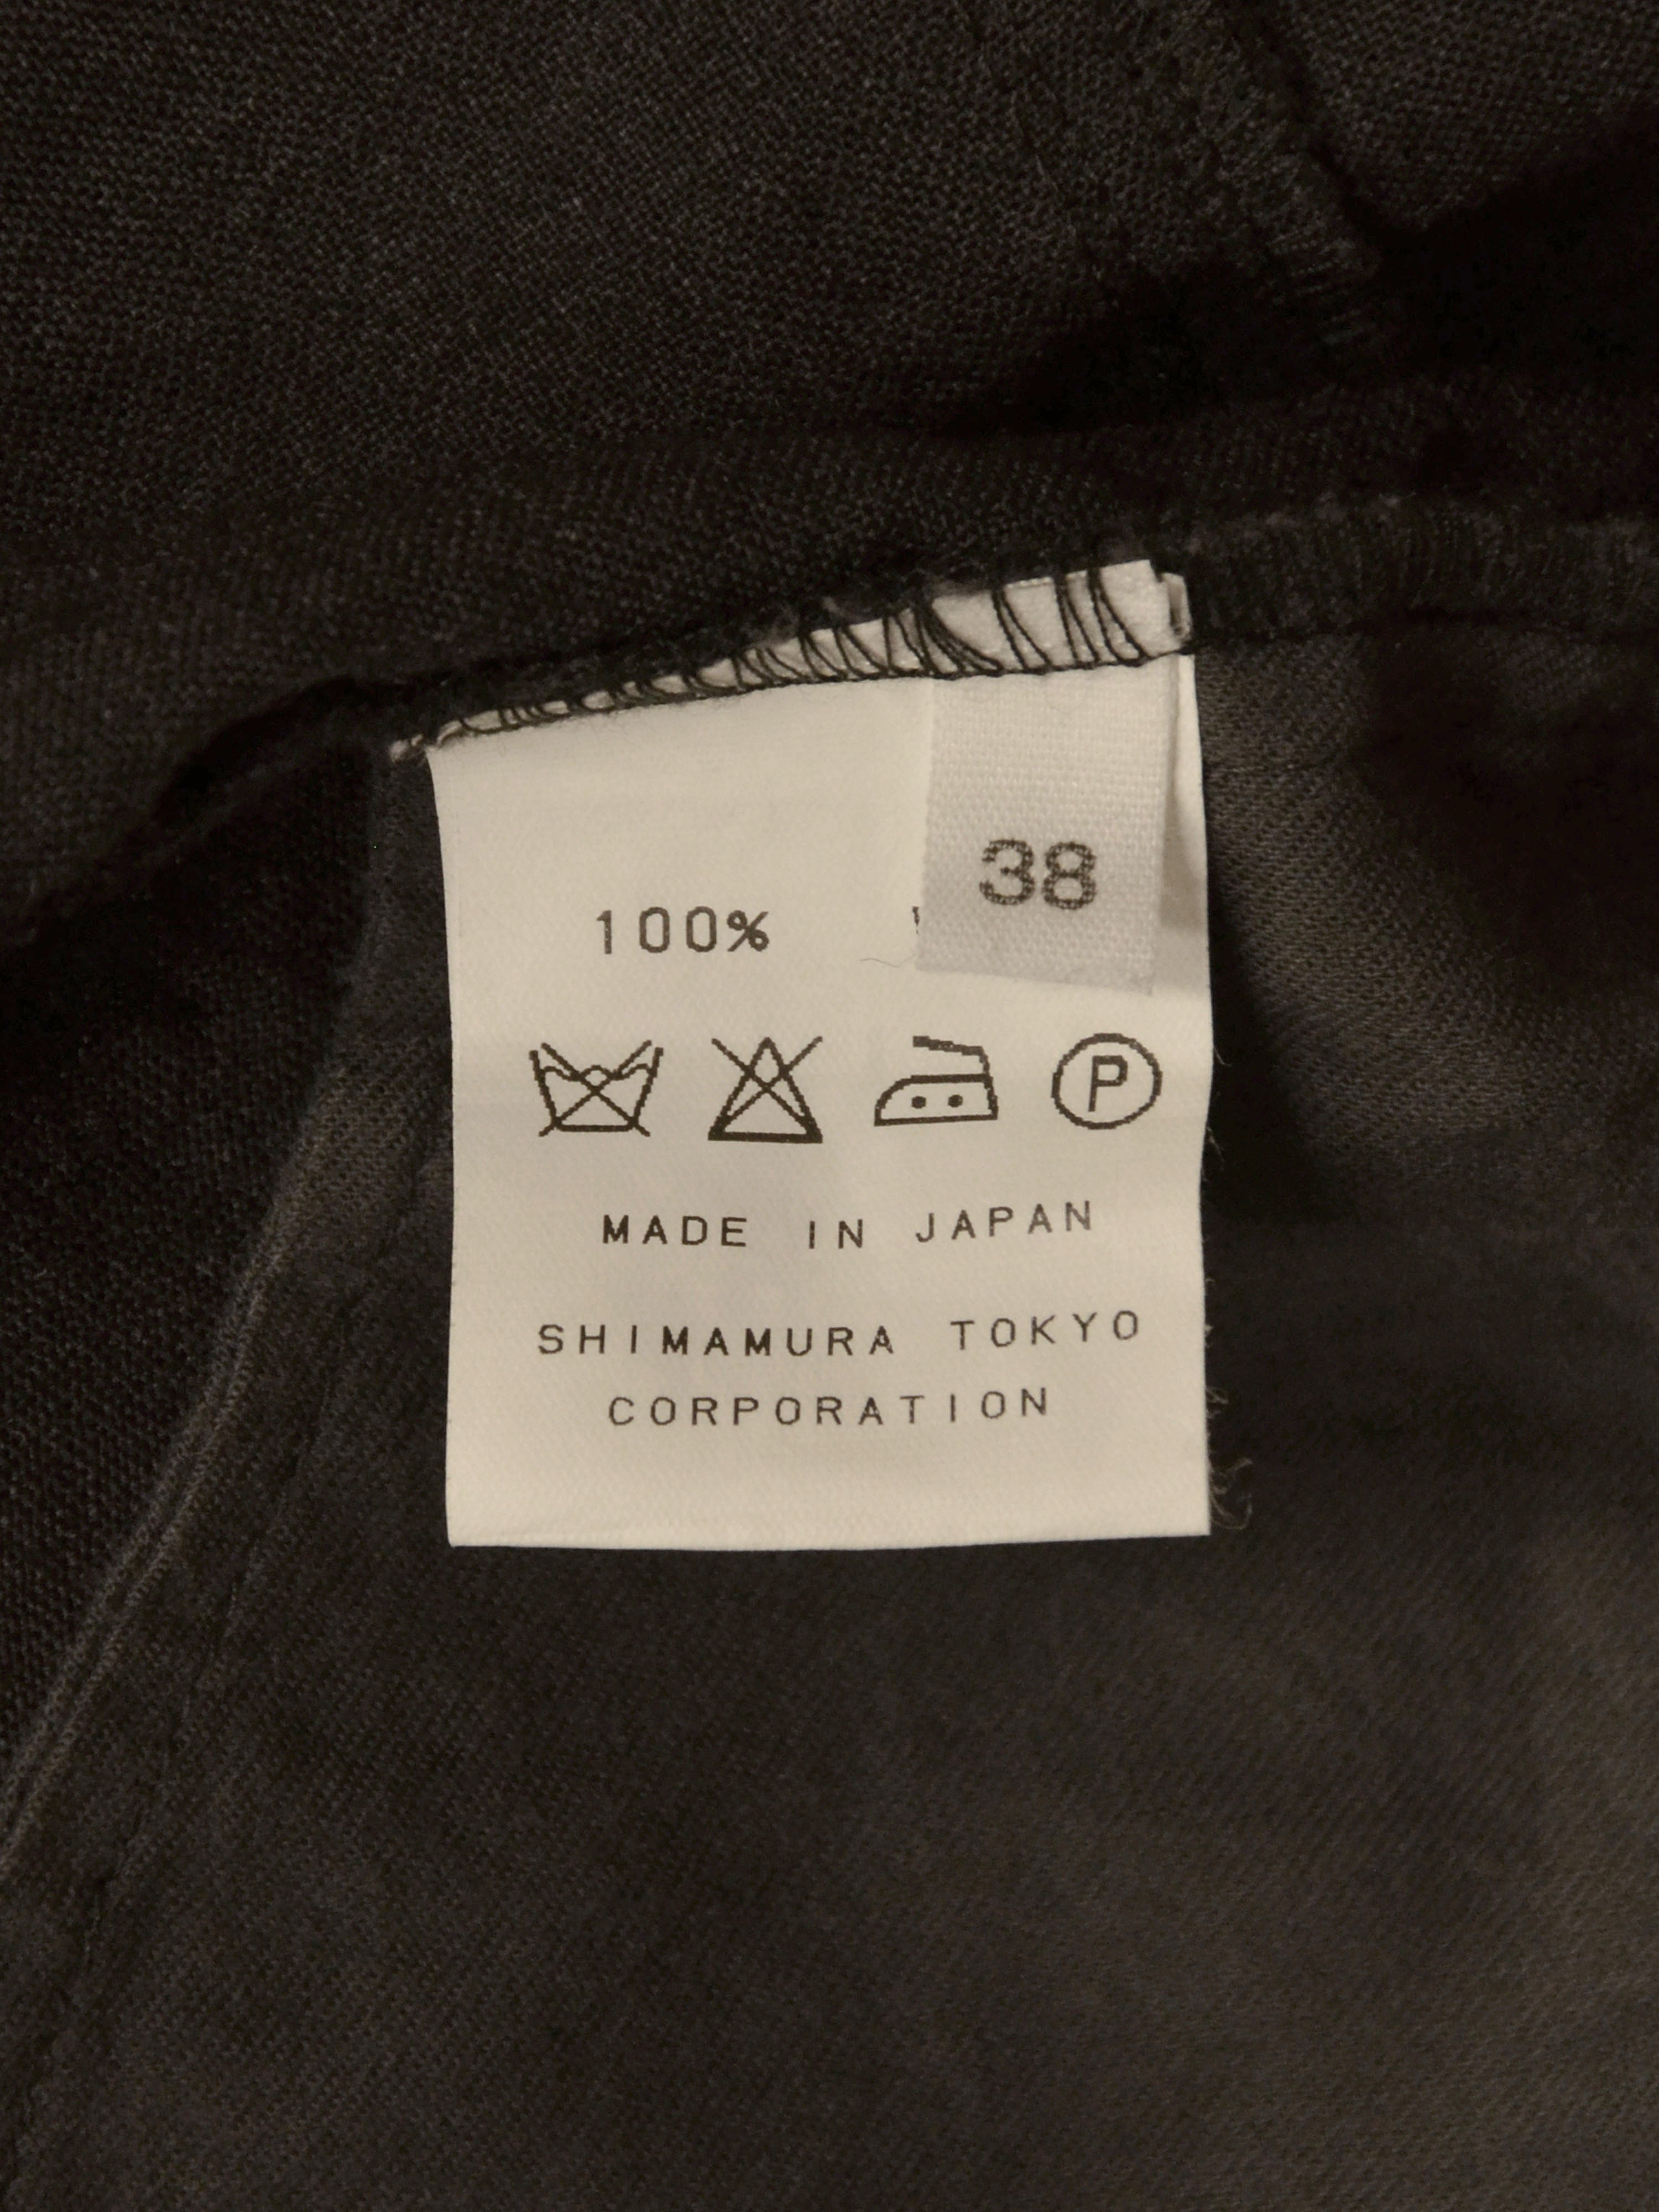 38
100%
P
MADE IN JAPAN
SHIMAMURA TOKYO
CORPORATION